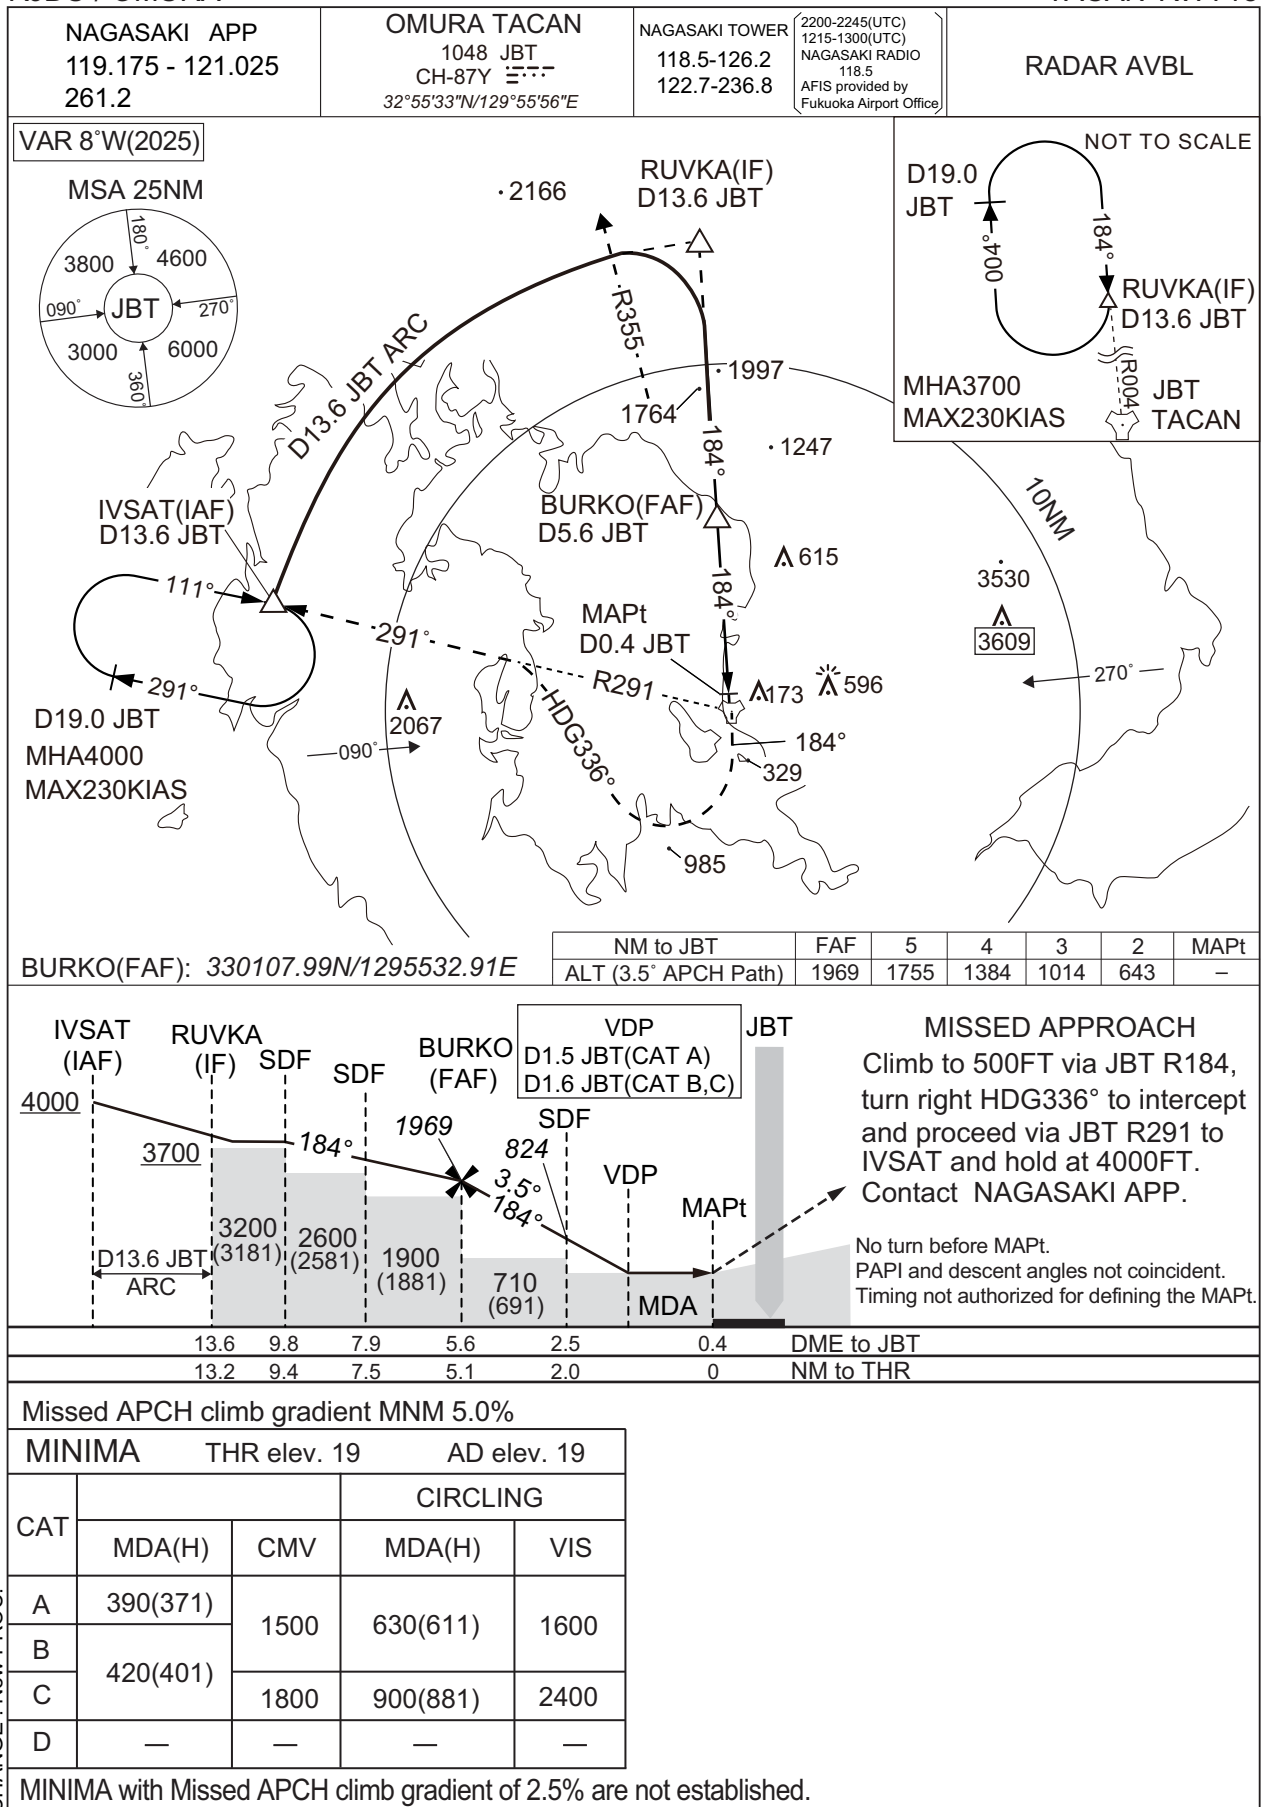 NAGASAKI APP
119.175 - 121.025
261.2
OMURA TACAN
1048 JBT
CH-87Y
32°55'33"N/129°55'56"E
NAGASAKI TOWER
118.5-126.2
122.7-236.8
2200-2245(UTC)
1215-1300(UTC)
NAGASAKI RADIO
118.5
AFIS provided by
Fukuoka Airport Office
RADAR AVBL
VAR 8°W(2025)
MSA 25NM
180°
3800
4600
090°
JBT
270°
3000
6000
360°
2166
RUVKA(IF)
D13.6 JBT
NOT TO SCALE
D19.0
JBT
004°
184°
RUVKA(IF)
D13.6 JBT
R004
JBT
TACAN
MHA3700
MAX230KIAS
R355
D13.6 JBT ARC
1997
1764
184°
1247
10NM
IVSAT(IAF)
D13.6 JBT
BURKO(FAF)
D5.6 JBT
615
3530
3609
111°
184°
MAPt
D0.4 JBT
291°
R291
173
596
270°
291°
D19.0 JBT
MHA4000
MAX230KIAS
2067
090°
HDG336°
184°
329
985
BURKO(FAF): 330107.99N/1295532.91E
NM to JBT FAF 5 4 3 2 MAPt
ALT (3.5° APCH Path) 1969 1755 1384 1014 643 –
IVSAT
(IAF)
RUVKA
(IF)
SDF
SDF
BURKO
(FAF)
VDP
D1.5 JBT(CAT A)
D1.6 JBT(CAT B,C)
JBT
4000
3700
184°
1969
824
SDF
3.5°
184°
VDP
MAPt
3200
(3181)
2600
(2581)
1900
(1881)
710
(691)
MDA
D13.6 JBT
ARC
MISSED APPROACH
Climb to 500FT via JBT R184,
turn right HDG336° to intercept
and proceed via JBT R291 to
IVSAT and hold at 4000FT.
Contact NAGASAKI APP.
No turn before MAPt.
PAPI and descent angles not coincident.
Timing not authorized for defining the MAPt.
13.6 9.8 7.9 5.6 2.5 0.4 DME to JBT
13.2 9.4 7.5 5.1 2.0 0 NM to THR
Missed APCH climb gradient MNM 5.0%
MINIMA THR elev. 19 AD elev. 19
CAT
CIRCLING
MDA(H) CMV MDA(H) VIS
A 390(371) 1500 630(611) 1600
B 420(401)
C 1800 900(881) 2400
D — — — —
MINIMA with Missed APCH climb gradient of 2.5% are not established.